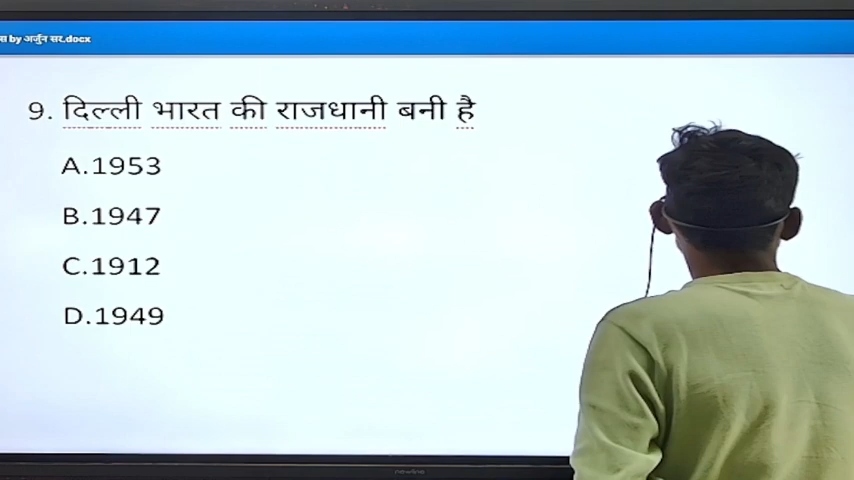 स by अर्जुन सर.docx
9. दिल्ली भारत की राजधानी बनी है
A.1953
B.1947
C.1912
D.1949